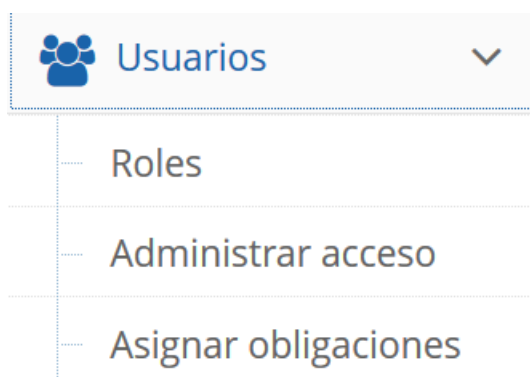 Usuarios
Roles
Administrar acceso
Asignar obligaciones